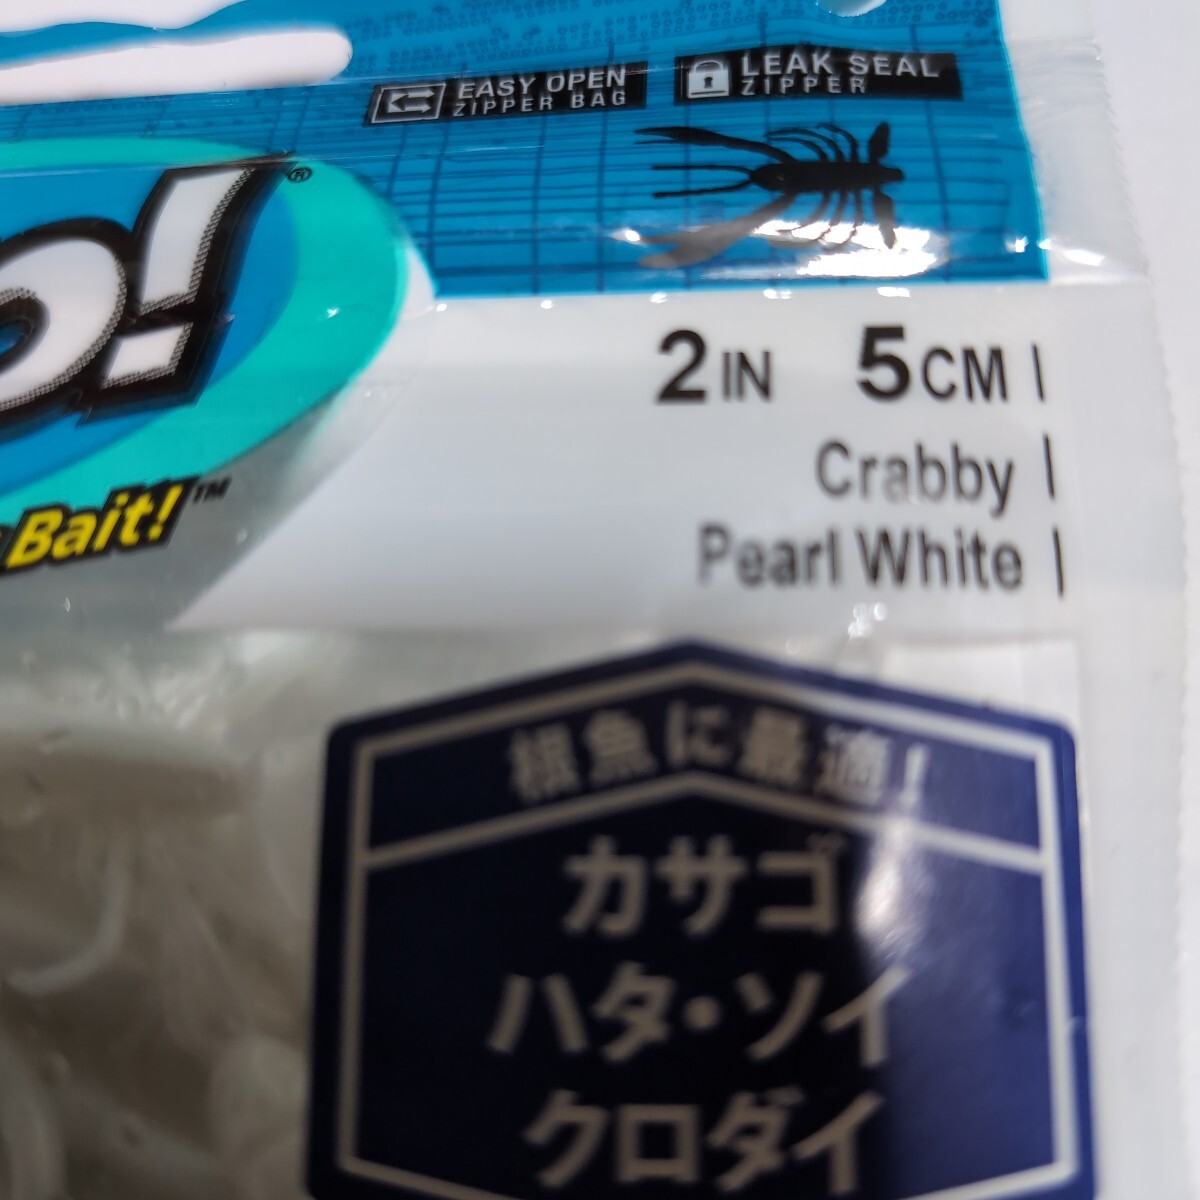 EASY OPEN
ZIPPER BAG
LEAK SEAL
ZIPPER
!®
Bait!™
2IN 5CM
Crabby
Pearl White
根魚に最適！
カサゴ
ハタ・ソイ
クロダイ